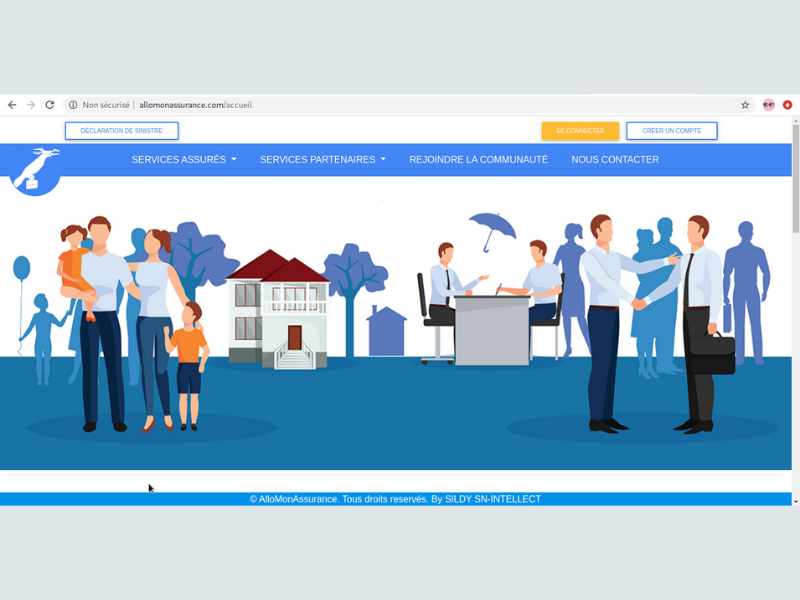 Non sécurisé | allomonassurance.com/accueil
DÉCLARATION DE SINISTRE
SE CONNECTER
CRÉER UN COMPTE
SERVICES ASSURÉS
SERVICES PARTENAIRES
REJOINDRE LA COMMUNAUTÉ
NOUS CONTACTER
© AlloMonAssurance. Tous droits reservés. By SILDY SN-INTELLECT